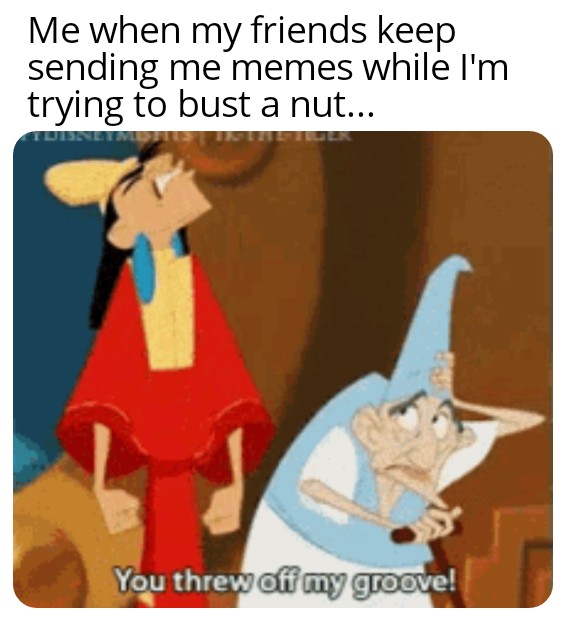 Me when my friends keep
sending me memes while I'm
trying to bust a nut...
You threw off my groove!